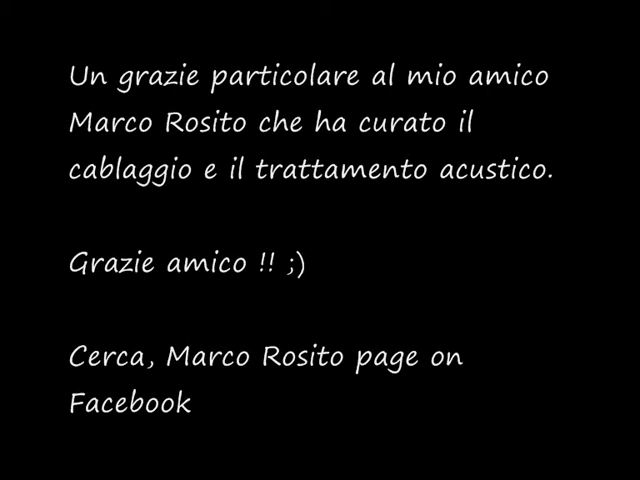 Un grazie particolare al mio amico
Marco Rosito che ha curato il
cablaggio e il trattamento acustico.
Grazie amico !! ;)
Cerca, Marco Rosito page on
Facebook